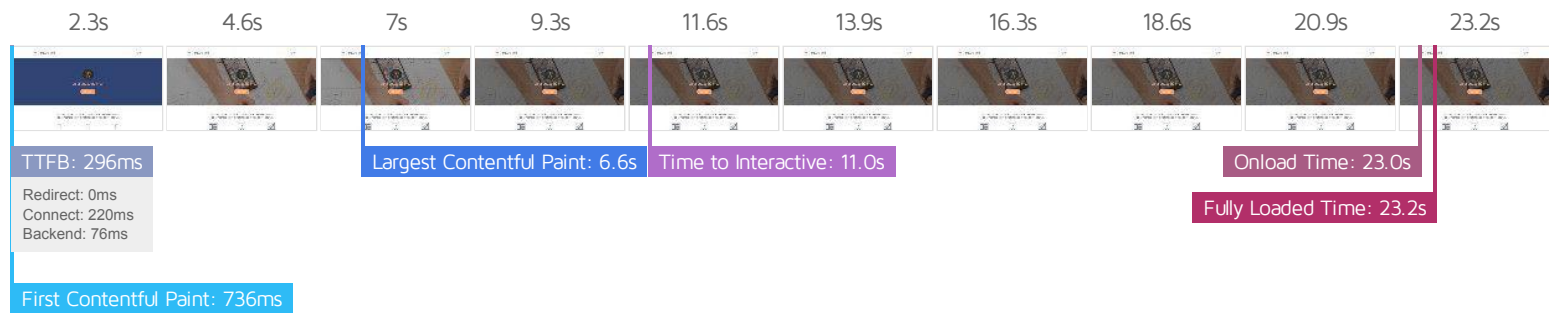 2.3s
4.6s
7s
9.3s
11.6s
13.9s
16.3s
18.6s
20.9s
23.2s
TTFB: 296ms
Largest Contentful Paint: 6.6s
Time to Interactive: 11.0s
Onload Time: 23.0s
Redirect: 0ms
Connect: 220ms
Backend: 76ms
Fully Loaded Time: 23.2s
First Contentful Paint: 736ms